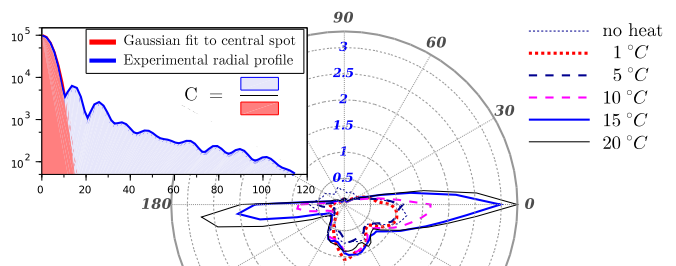 90
60
30
0
180
3
2.5
2
1.5
1
0.5
10^5
10^4
10^3
10^2
0 20 40 60 80 100 120
Gaussian fit to central spot
Experimental radial profile
C =
no heat
1 °C
5 °C
10 °C
15 °C
20 °C